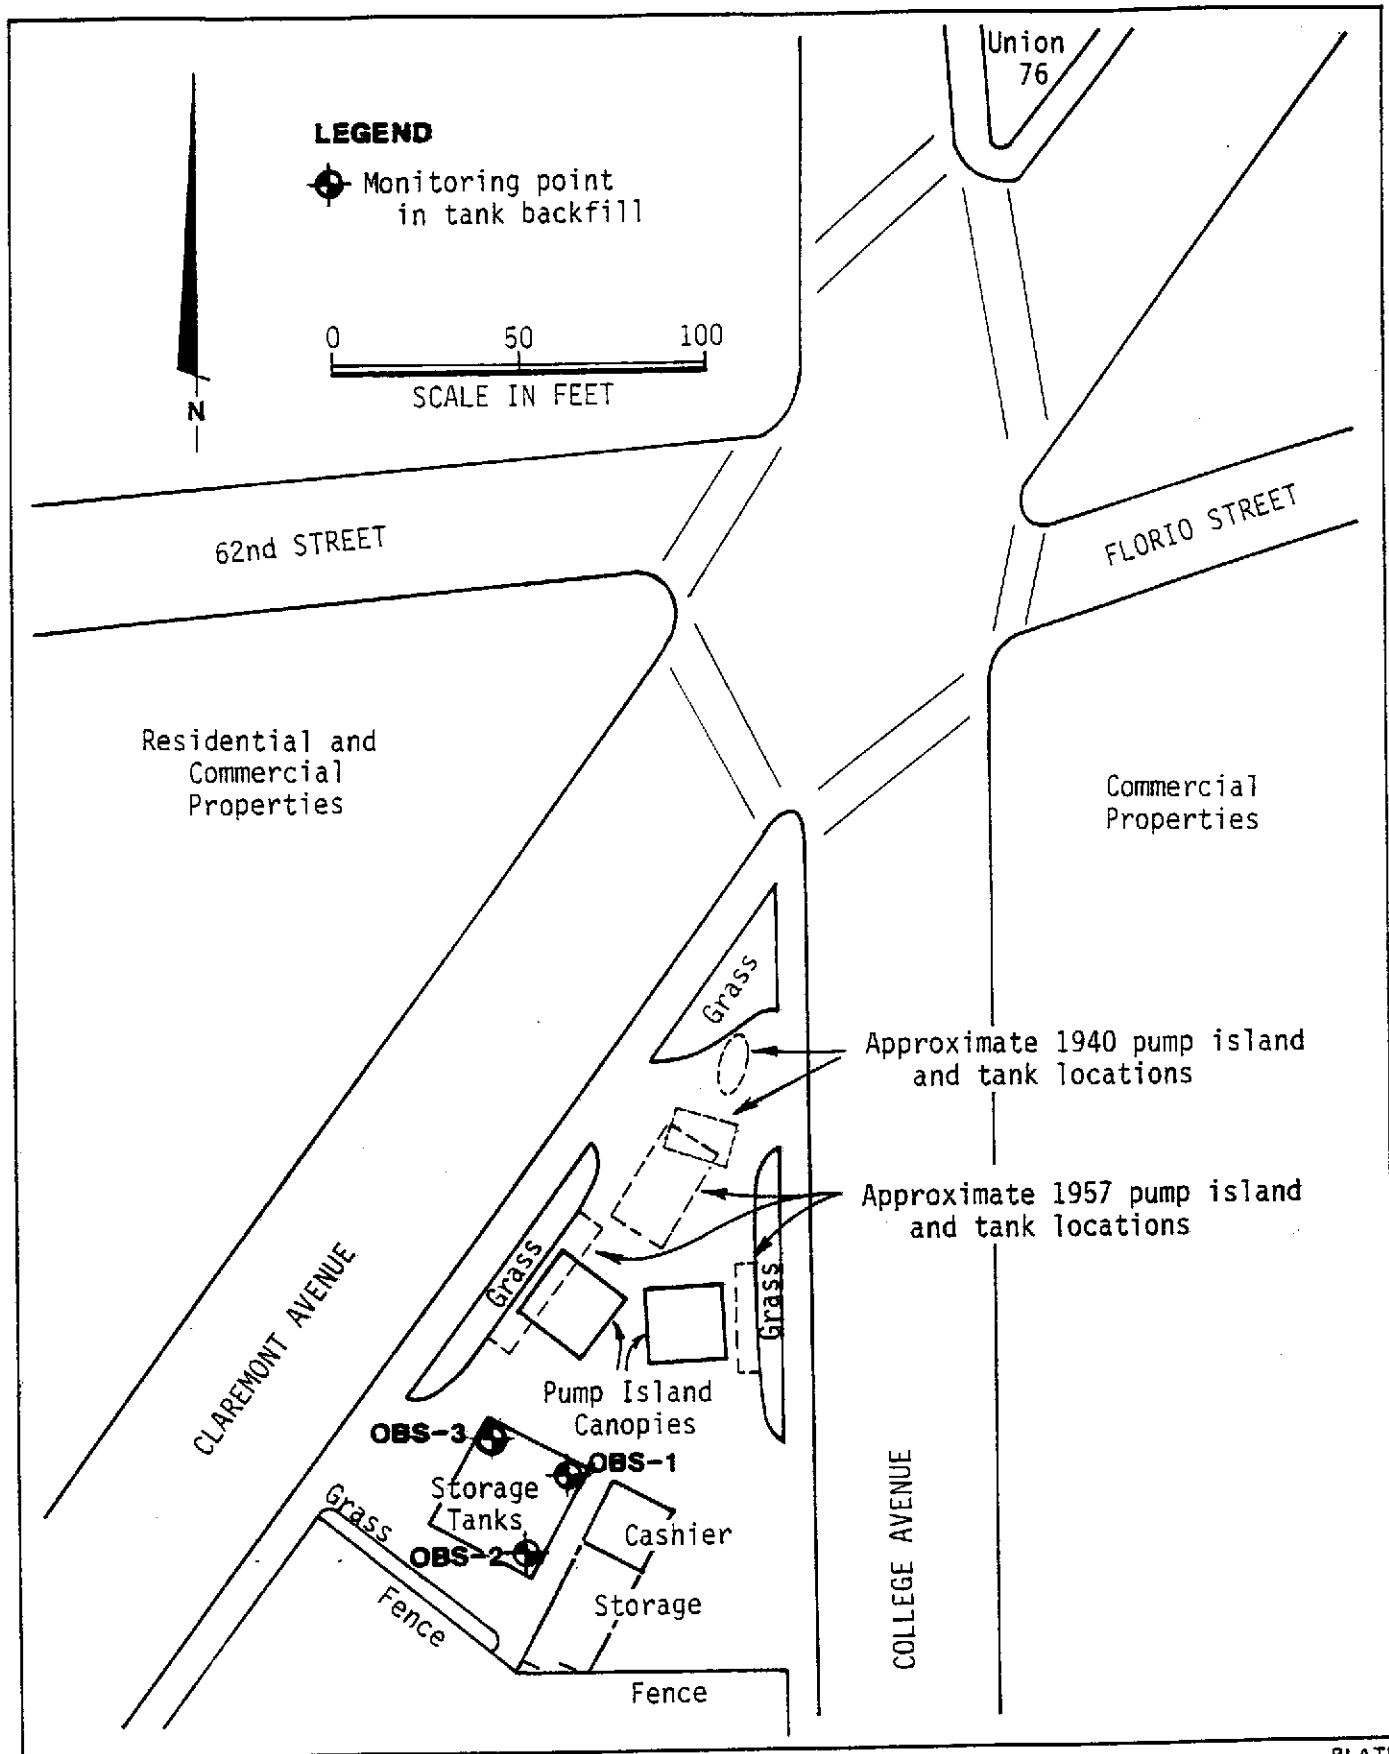 Union
76
LEGEND
Monitoring point
in tank backfill
0 50 100
SCALE IN FEET
N
62nd STREET
FLORIO STREET
Residential and
Commercial
Properties
Commercial
Properties
Grass
Approximate 1940 pump island
and tank locations
Approximate 1957 pump island
and tank locations
Grass
Grass
CLAREMONT AVENUE
Pump Island
Canopies
OBS-3
OBS-1
Storage
Tanks
Grass
Cashier
OBS-2
COLLEGE AVENUE
Storage
Fence
Fence